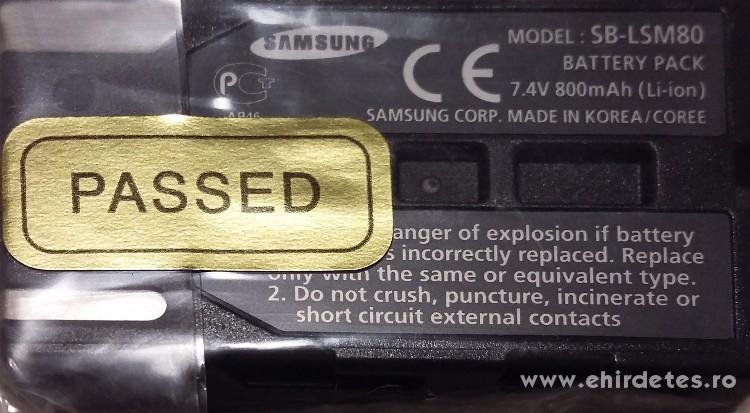 SAMSUNG
MODEL : SB-LSM80
BATTERY PACK
7.4V 800mAh (Li-ion)
SAMSUNG CORP. MADE IN KOREA/COREE
CE
PASSED
anger of explosion if battery
s incorrectly replaced. Replace
only with the same or equivalent type.
2. Do not crush, puncture, incinerate or
short circuit external contacts
www.ehirdetes.ro